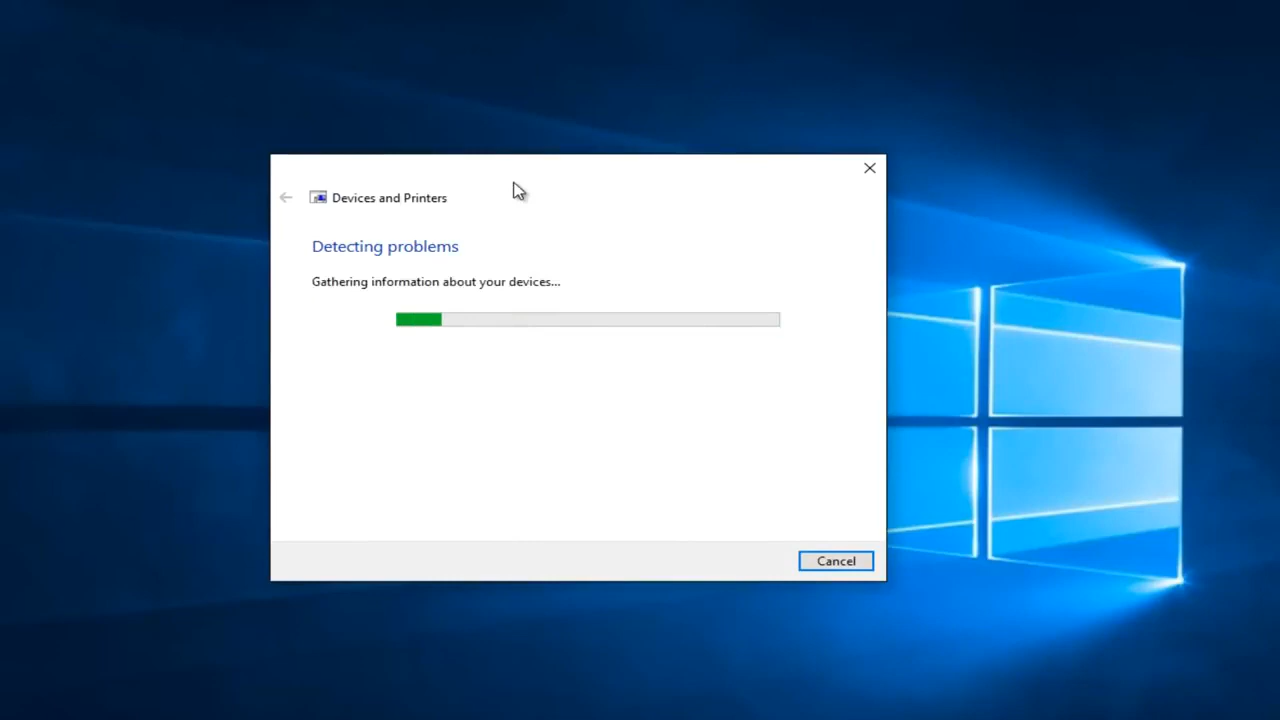 Devices and Printers
Detecting problems
Gathering information about your devices...
Cancel